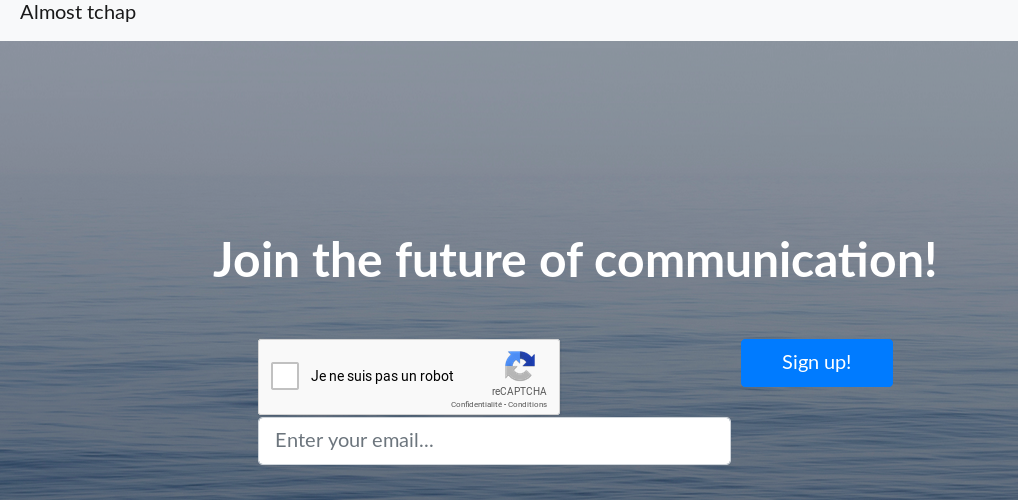 Almost tchap
Join the future of communication!
Je ne suis pas un robot
reCAPTCHA
Confidentialité - Conditions
Sign up!
Enter your email...